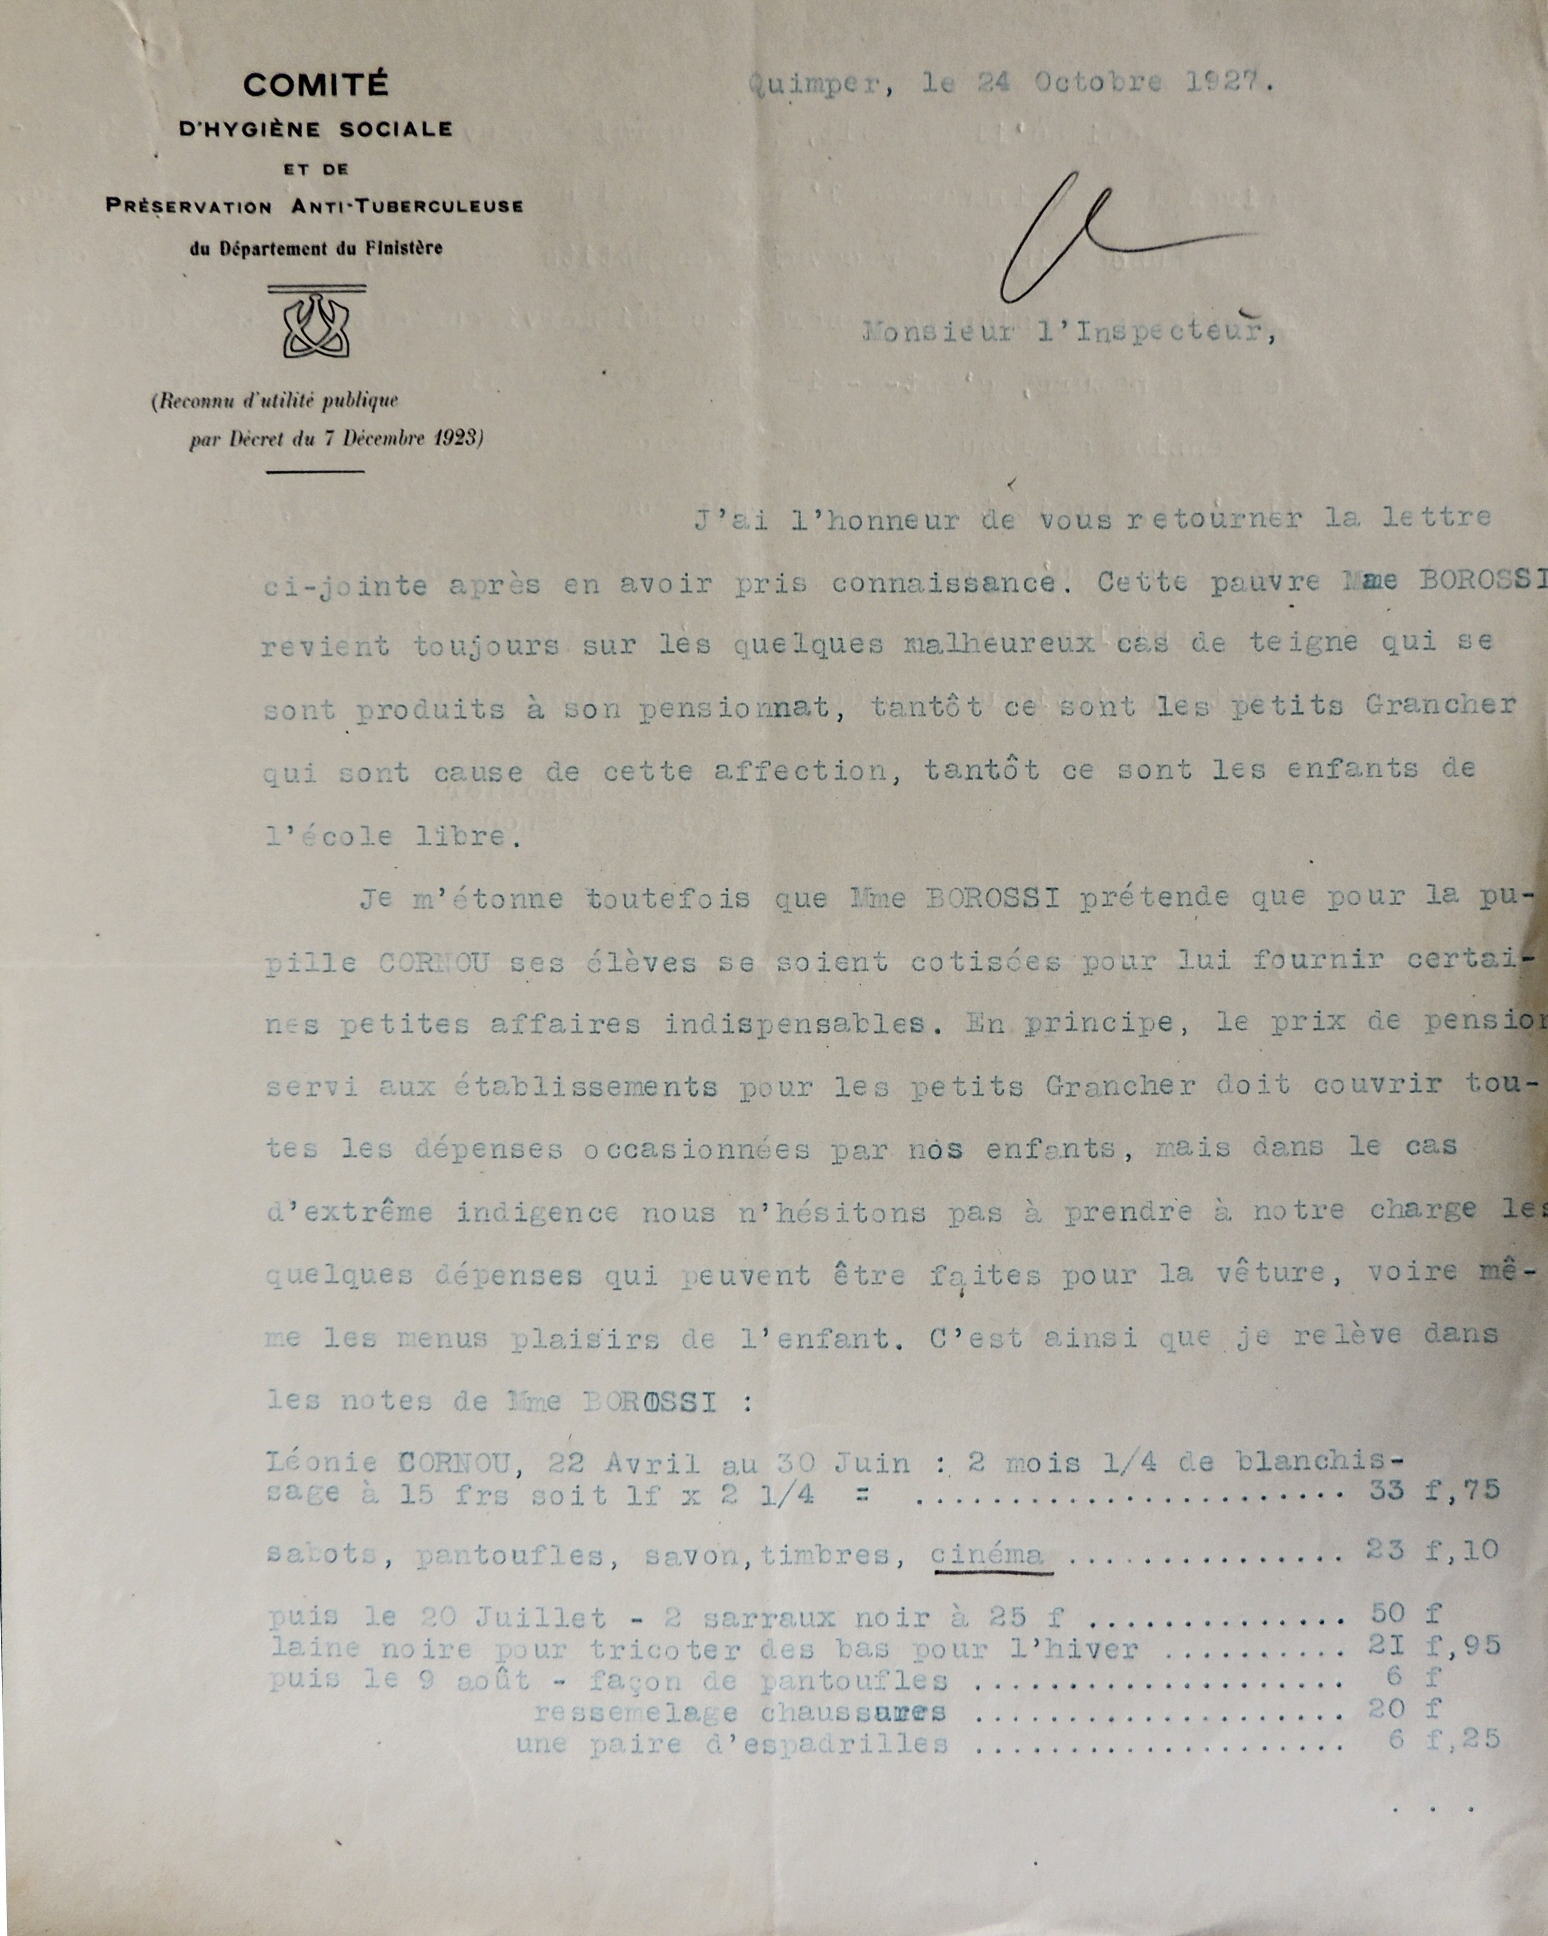 COMITÉ
D'HYGIÈNE SOCIALE
ET DE
PRÉSERVATION ANTI-TUBERCULEUSE
du Département du Finistère
(Reconnu d'utilité publique
par Décret du 7 Décembre 1923)
Quimper, le 24 Octobre 1927.
Monsieur l'Inspecteur,
J'ai l'honneur de vous retourner la lettre
ci-jointe après en avoir pris connaissance. Cette pauvre Mme BOROSSI
revient toujours sur les quelques malheureux cas de teigne qui se
sont produits à son pensionnat, tantôt ce sont les petits Grancher
qui sont cause de cette affection, tantôt ce sont les enfants de
l'école libre.
Je m'étonne toutefois que Mme BOROSSI prétende que pour la pu-
pille CORNOU ses élèves se soient cotisées pour lui fournir certai-
nes petites affaires indispensables. En principe, le prix de pension
servi aux établissements pour les petits Grancher doit couvrir tou-
tes les dépenses occasionnées par nos enfants, mais dans le cas
d'extrême indigence nous n'hésitons pas à prendre à notre charge les
quelques dépenses qui peuvent être faites pour la vêture, voire mê-
me les menus plaisirs de l'enfant. C'est ainsi que je relève dans
les notes de Mme BOROSSI :
Léonie CORNOU, 22 Avril au 30 Juin : 2 mois 1/4 de blanchis-
sage à 15 frs soit 1f x 2 1/4 = ....................... 33 f,75
sabots, pantoufles, savon,timbres, cinéma ............... 23 f,10
puis le 20 Juillet - 2 sarraux noir à 25 f .............. 50 f
laine noire pour tricoter des bas pour l'hiver .......... 21 f,95
puis le 9 août - façon de pantoufles .................... 6 f
ressemelage chaussures .................... 20 f
une paire d'espadrilles .................... 6 f,25
. . .